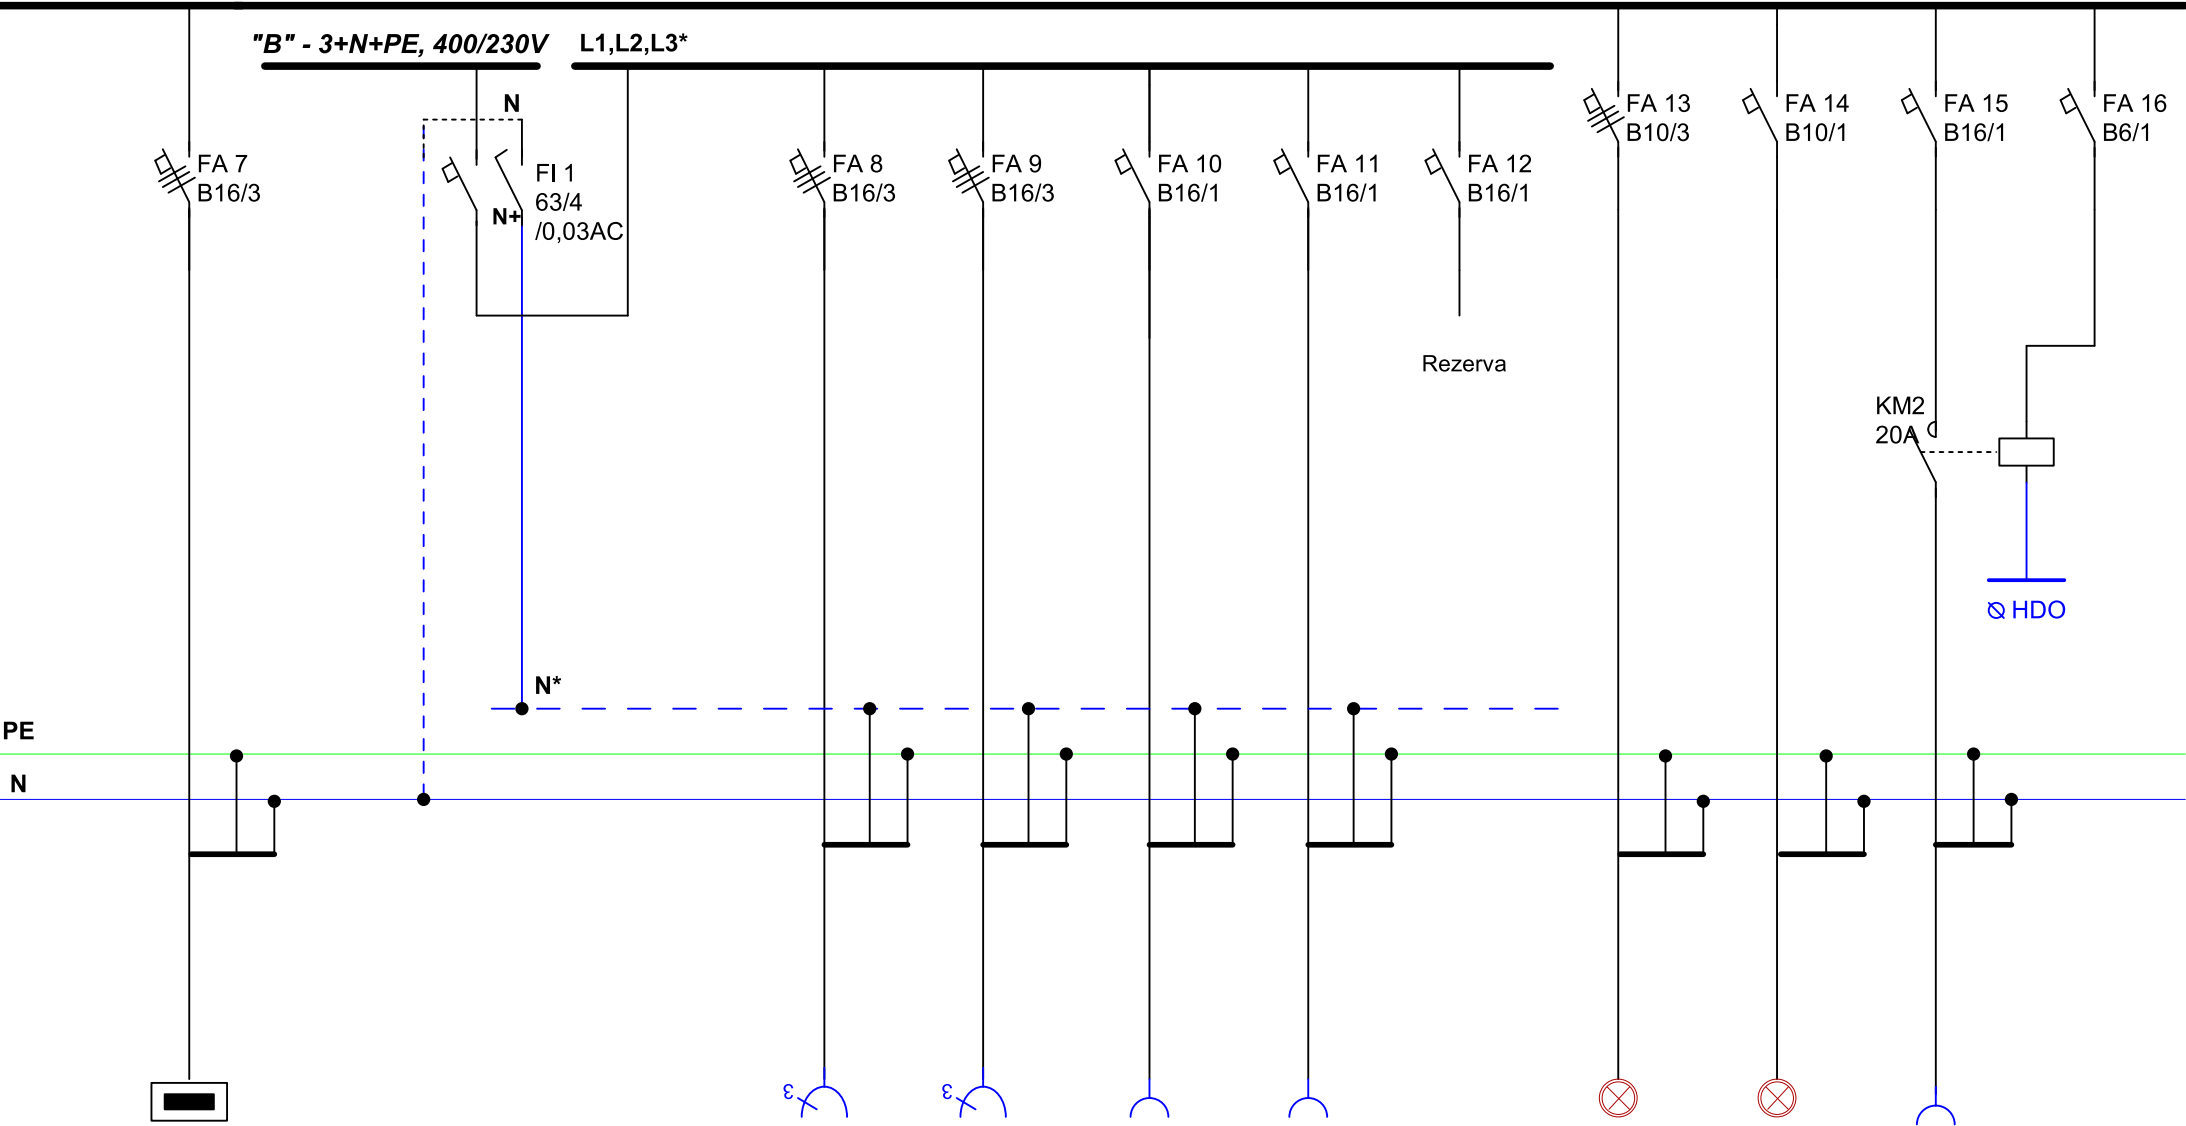 "B" - 3+N+PE, 400/230V
L1,L2,L3*
N
FA 7
B16/3
FI 1
63/4
/0,03AC
N+
FA 8
B16/3
FA 9
B16/3
FA 10
B16/1
FA 11
B16/1
FA 12
B16/1
Rezerva
FA 13
B10/3
FA 14
B10/1
FA 15
B16/1
FA 16
B6/1
KM2
20A
HDO
N*
PE
N
3
3